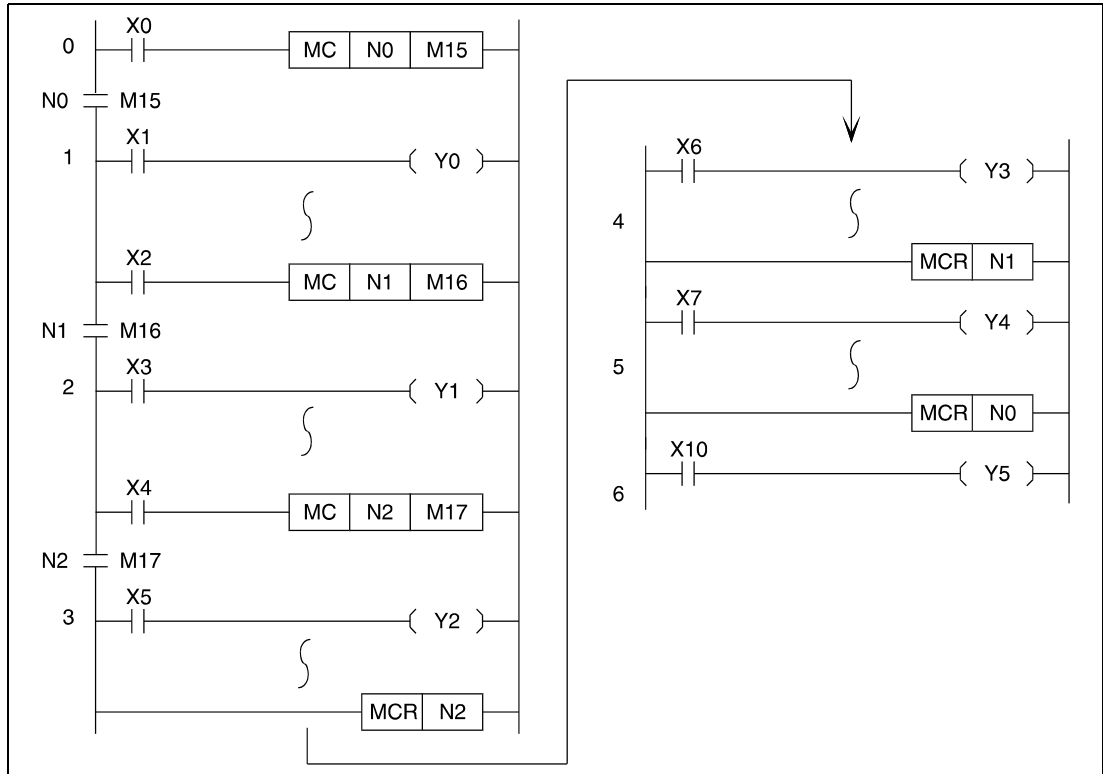 X0
0 MC N0 M15
N0 M15
X1
1 Y0
X2
MC N1 M16
N1 M16
X3
2 Y1
X4
MC N2 M17
N2 M17
X5
3 Y2
MCR N2
X6
Y3
4
MCR N1
X7
Y4
5
MCR N0
X10
Y5
6